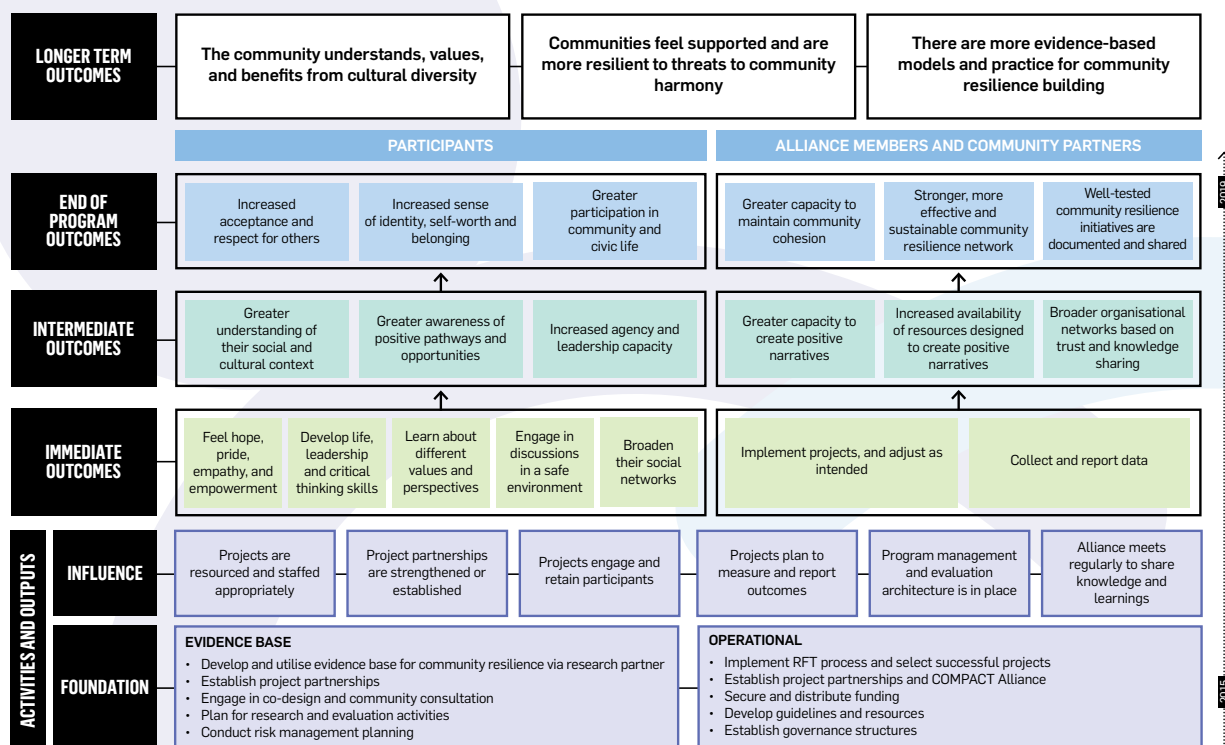 LONGER TERM
OUTCOMES
The community understands, values,
and benefits from cultural diversity
Communities feel supported and are
more resilient to threats to community
harmony
There are more evidence-based
models and practice for community
resilience building
PARTICIPANTS
ALLIANCE MEMBERS AND COMMUNITY PARTNERS
END OF
PROGRAM
OUTCOMES
Increased
acceptance and
respect for others
Increased sense
of identity, self-worth and
belonging
Greater
participation in
community and
civic life
Greater capacity to
maintain community
cohesion
Stronger, more
effective and
sustainable community
resilience network
Well-tested
community resilience
initiatives are
documented and shared
2019
INTERMEDIATE
OUTCOMES
Greater
understanding of
their social and
cultural context
Greater awareness of
positive pathways and
opportunities
Increased agency and
leadership capacity
Greater capacity to
create positive
narratives
Increased availability
of resources designed
to create positive
narratives
Broader organisational
networks based on
trust and knowledge
sharing
IMMEDIATE
OUTCOMES
Feel hope,
pride,
empathy, and
empowerment
Develop life,
leadership
and critical
thinking skills
Learn about
different
values and
perspectives
Engage in
discussions
in a safe
environment
Broaden
their social
networks
Implement projects, and adjust as
intended
Collect and report data
ACTIVITIES AND OUTPUTS
INFLUENCE
Projects are
resourced and staffed
appropriately
Project partnerships
are strengthened or
established
Projects engage and
retain participants
Projects plan to
measure and report
outcomes
Program management
and evaluation
architecture is in place
Alliance meets
regularly to share
knowledge and
learnings
FOUNDATION
EVIDENCE BASE
• Develop and utilise evidence base for community resilience via research partner
• Establish project partnerships
• Engage in co-design and community consultation
• Plan for research and evaluation activities
• Conduct risk management planning
OPERATIONAL
• Implement RFT process and select successful projects
• Establish project partnerships and COMPACT Alliance
• Secure and distribute funding
• Develop guidelines and resources
• Establish governance structures
2015